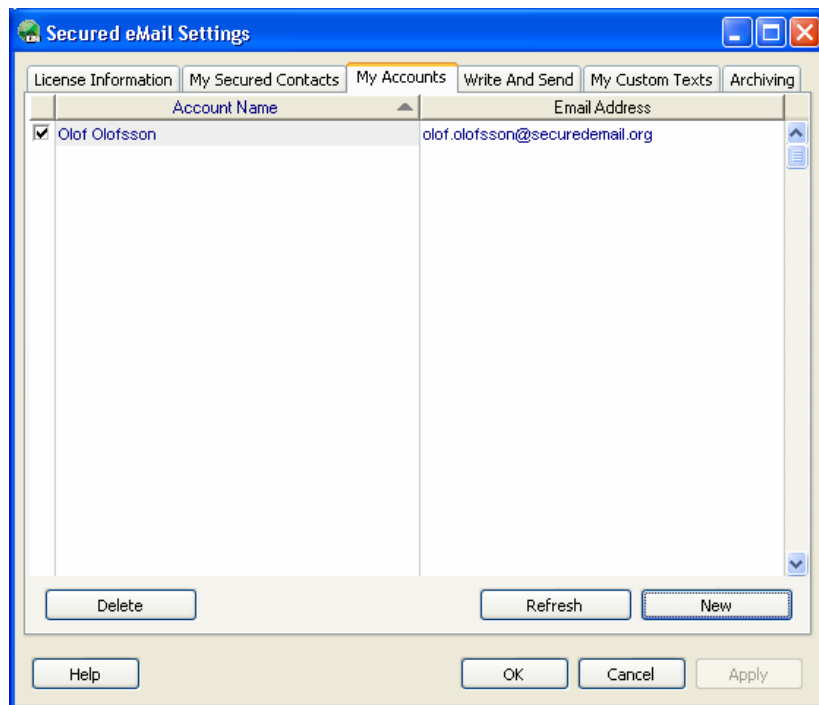 Secured eMail Settings
License Information My Secured Contacts My Accounts Write And Send My Custom Texts Archiving
Account Name Email Address
Olof Olofsson olof.olofsson@securedemail.org
Delete Refresh New
Help OK Cancel Apply